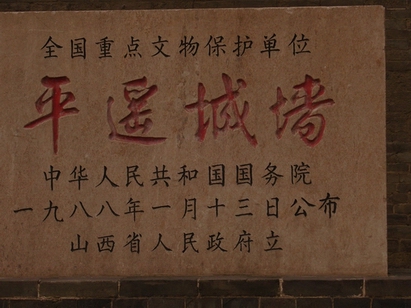 全国重点文物保护单位
平遥城墙
中华人民共和国国务院
一九八八年一月十三日公布
山西省人民政府立